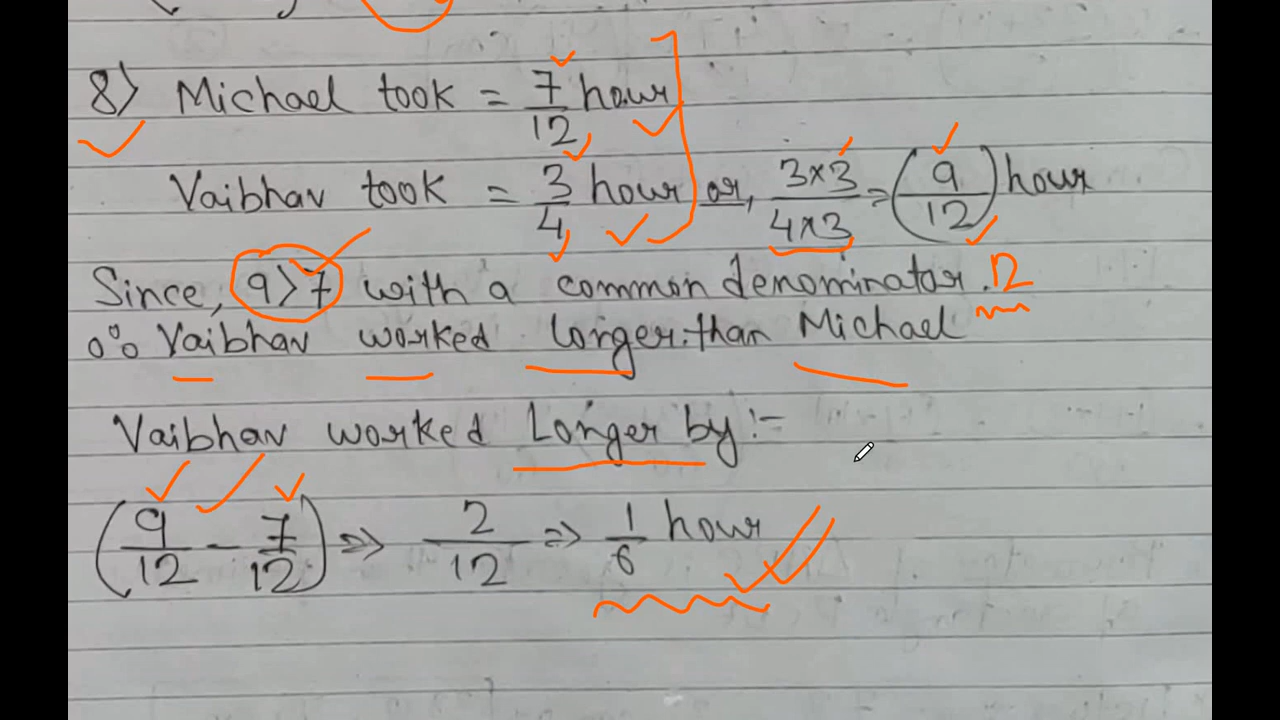 8) Michael took = 7/12 hour
Vaibhav took = 3/4 hour or, 3×3/4×3 = (9/12) hour
Since, 9>7 with a common denominator. 12
∴ Vaibhav worked longer than Michael
Vaibhav worked Longer by :-
(9/12 - 7/12) => 2/12 => 1/6 hour